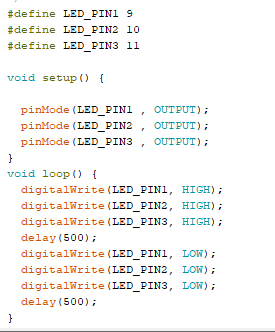 #define LED_PIN1 9
#define LED_PIN2 10
#define LED_PIN3 11
void setup() {
pinMode(LED_PIN1 , OUTPUT);
pinMode(LED_PIN2 , OUTPUT);
pinMode(LED_PIN3 , OUTPUT);
}
void loop() {
digitalWrite(LED_PIN1, HIGH);
digitalWrite(LED_PIN2, HIGH);
digitalWrite(LED_PIN3, HIGH);
delay(500);
digitalWrite(LED_PIN1, LOW);
digitalWrite(LED_PIN2, LOW);
digitalWrite(LED_PIN3, LOW);
delay(500);
}